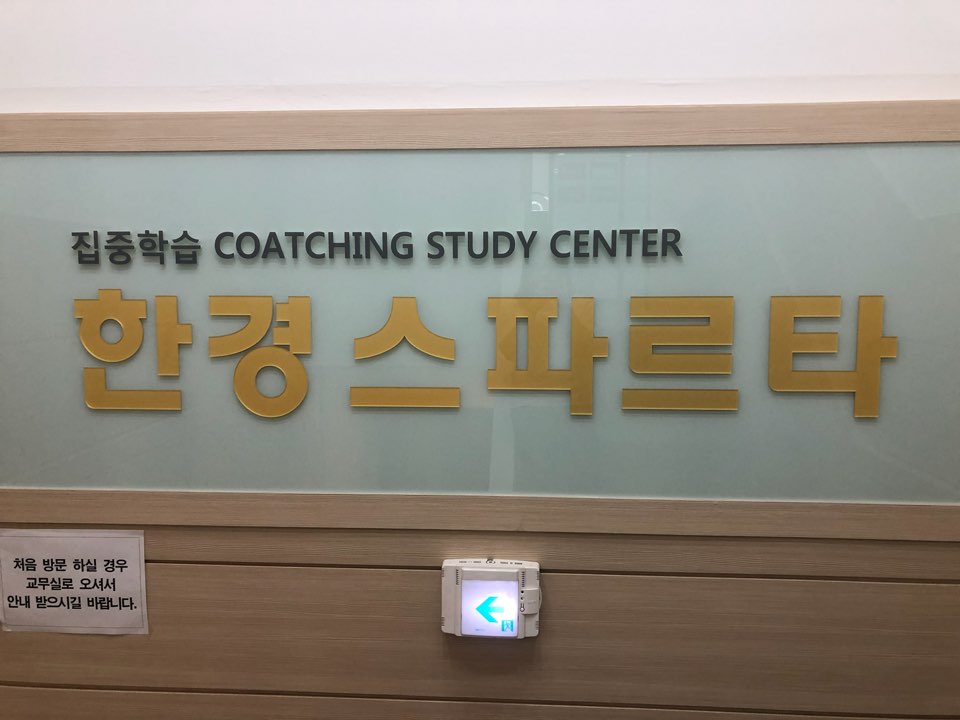 집중학습 COATCHING STUDY CENTER
한경스파르타
처음 방문 하실 경우
교무실로 오셔서
안내 받으시길 바랍니다.